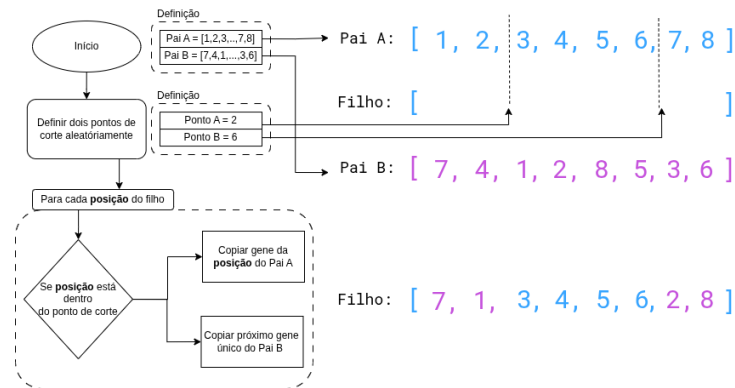 Início
Definição
Pai A = [1,2,3,..,7,8]
Pai B = [7,4,1,...,3,6]
Pai A: [ 1, 2, 3, 4, 5, 6, 7, 8 ]
Definir dois pontos de
corte aleatóriamente
Definição
Ponto A = 2
Ponto B = 6
Filho: [ ]
Pai B: [ 7, 4, 1, 2, 8, 5, 3, 6 ]
Para cada posição do filho
Se posição está
dentro
do ponto de corte
Copiar gene da
posição do Pai A
Copiar próximo gene
único do Pai B
Filho: [ 7, 1, 3, 4, 5, 6, 2, 8 ]